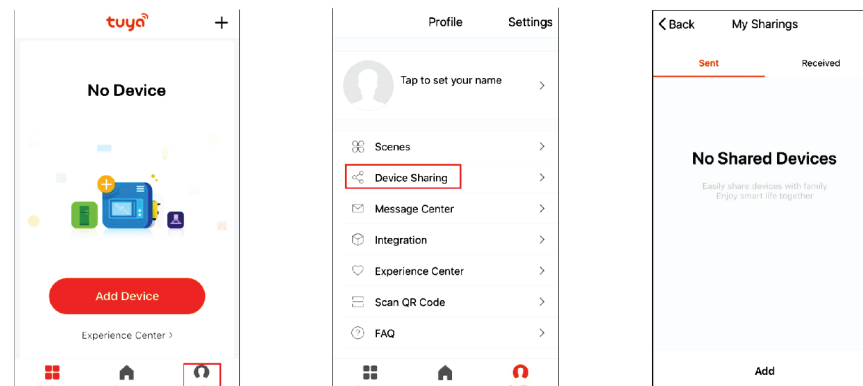 tuya
+
No Device
Add Device
Experience Center >
Profile
Settings
Tap to set your name
Scenes
Device Sharing
Message Center
Integration
Experience Center
Scan QR Code
FAQ
Back
My Sharings
Sent
Received
No Shared Devices
Easily share devices with family
Enjoy smart life together
Add